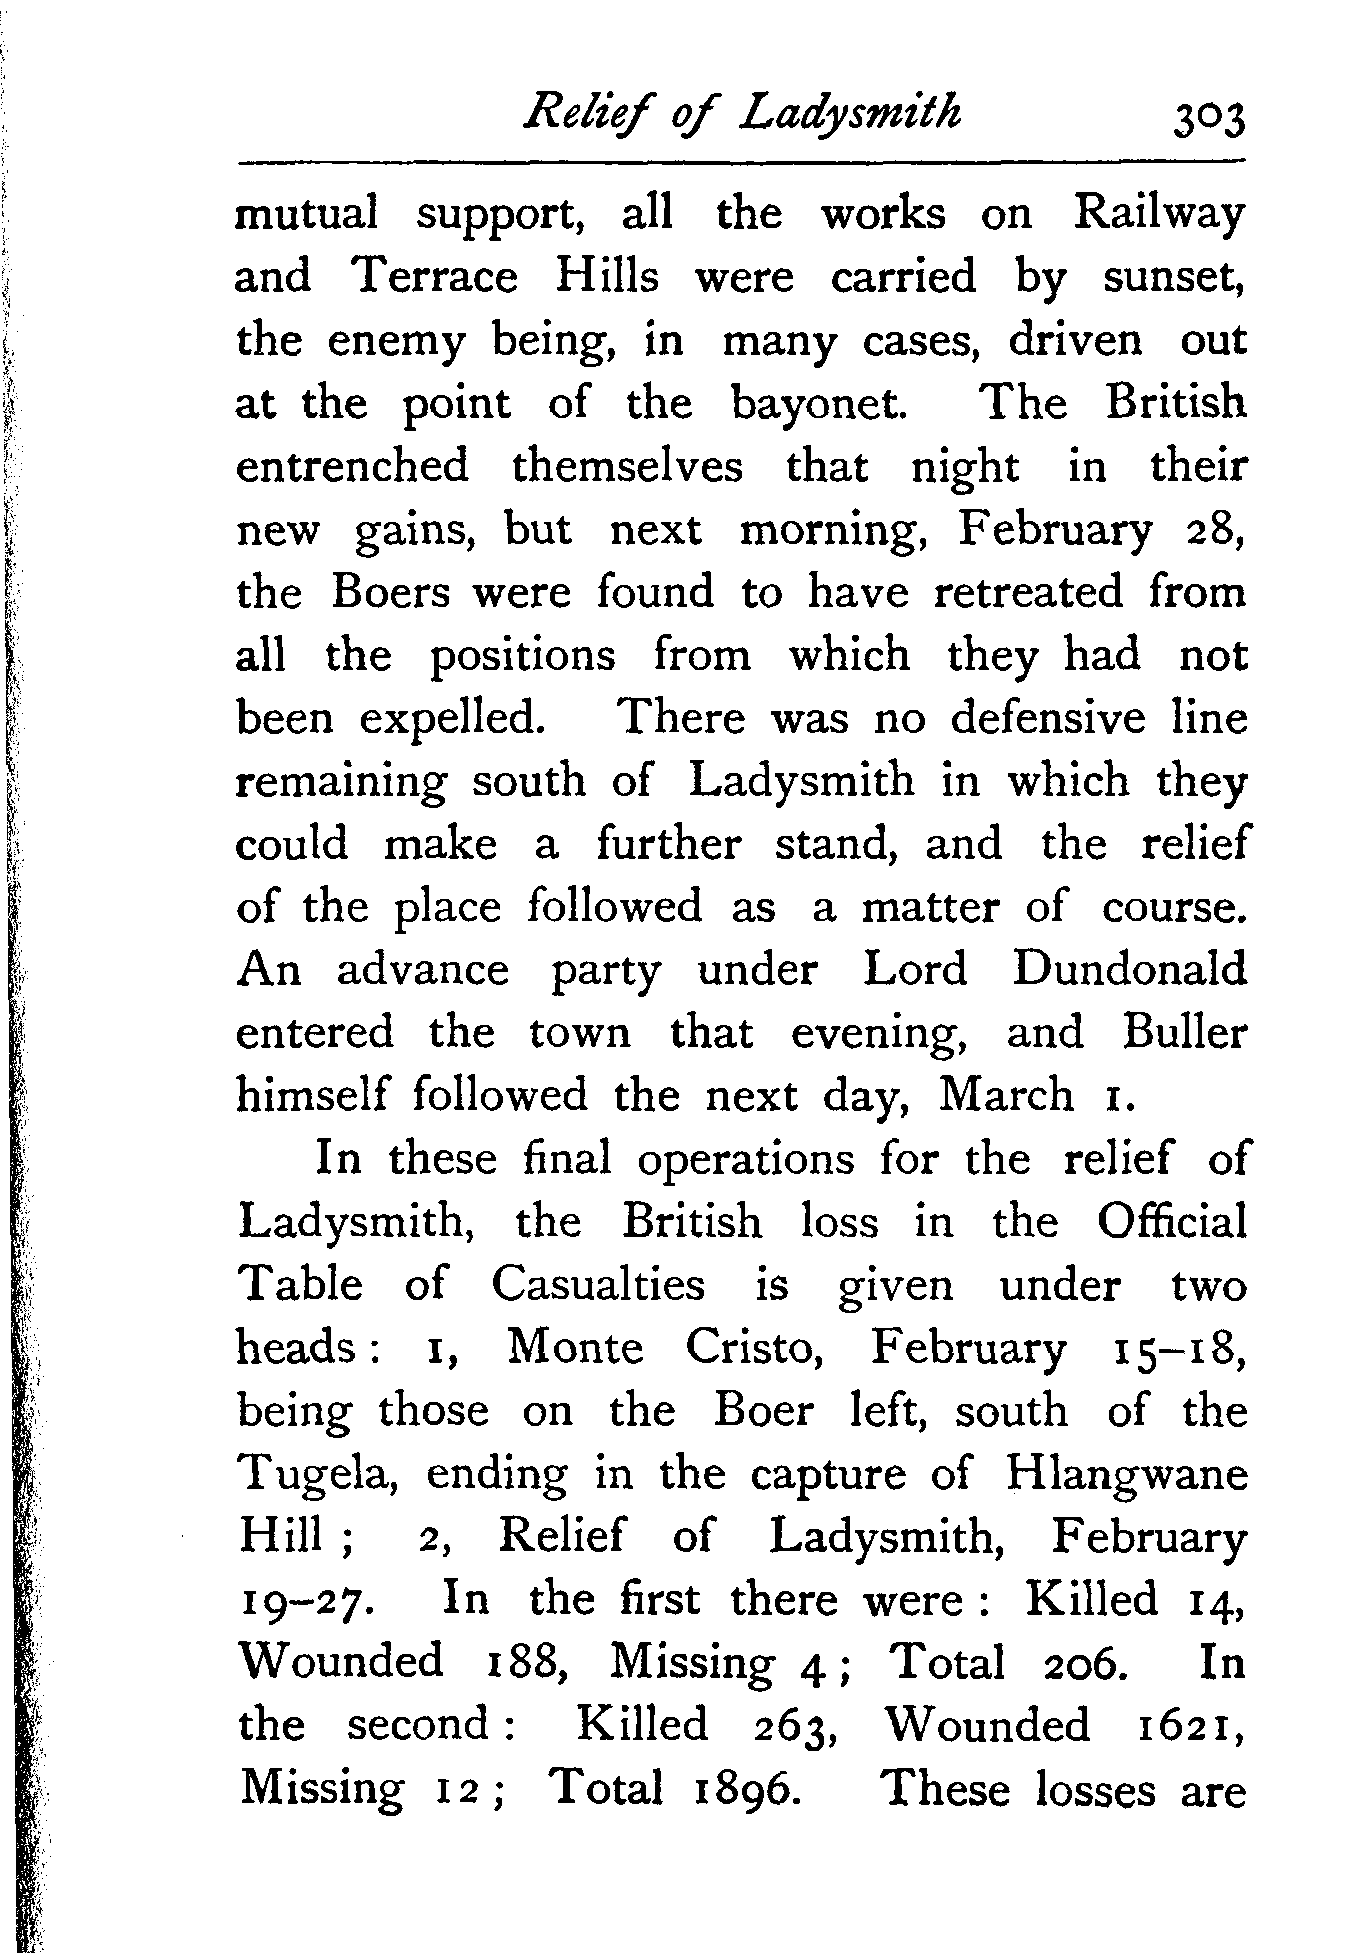 Relief of Ladysmith 303
mutual support, all the works on Railway
and Terrace Hills were carried by sunset,
the enemy being, in many cases, driven out
at the point of the bayonet. The British
entrenched themselves that night in their
new gains, but next morning, February 28,
the Boers were found to have retreated from
all the positions from which they had not
been expelled. There was no defensive line
remaining south of Ladysmith in which they
could make a further stand, and the relief
of the place followed as a matter of course.
An advance party under Lord Dundonald
entered the town that evening, and Buller
himself followed the next day, March 1.
In these final operations for the relief of
Ladysmith, the British loss in the Official
Table of Casualties is given under two
heads : 1, Monte Cristo, February 15–18,
being those on the Boer left, south of the
Tugela, ending in the capture of Hlangwane
Hill ; 2, Relief of Ladysmith, February
19–27. In the first there were : Killed 14,
Wounded 188, Missing 4 ; Total 206. In
the second : Killed 263, Wounded 1621,
Missing 12 ; Total 1896. These losses are